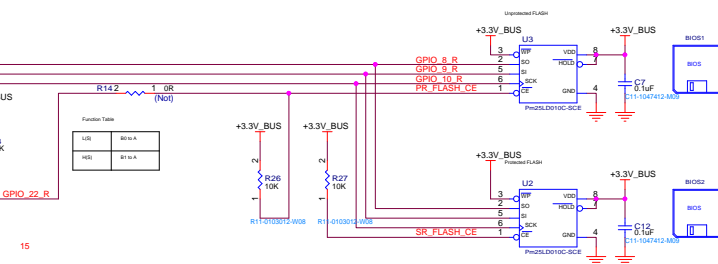 Unprotected FLASH
+3.3V_BUS
+3.3V_BUS
BIOS1
U3
3 WP VDD 8
GPIO_8_R 2 SO HOLD 7
GPIO_9_R 5 SI
GPIO_10_R 6 SCK
PR_FLASH_CE 1 CE GND 4
Pm25LD010C-SCE
C7
0.1uF
C11-1047412-M09
BIOS
R14 2 1 0R
(Not)
US
Function Table
L(S) B0 to A
H(S) B1 to A
K
+3.3V_BUS
+3.3V_BUS
2
R26
10K
1
R11-0103012-W08
2
R27
10K
1
R11-0103012-W08
GPIO_22_R
15
+3.3V_BUS
Protected FLASH
+3.3V_BUS
BIOS2
U2
3 WP VDD 8
2 SO HOLD 7
5 SI
6 SCK
SR_FLASH_CE 1 CE GND 4
Pm25LD010C-SCE
C12
0.1uF
C11-1047412-M09
BIOS